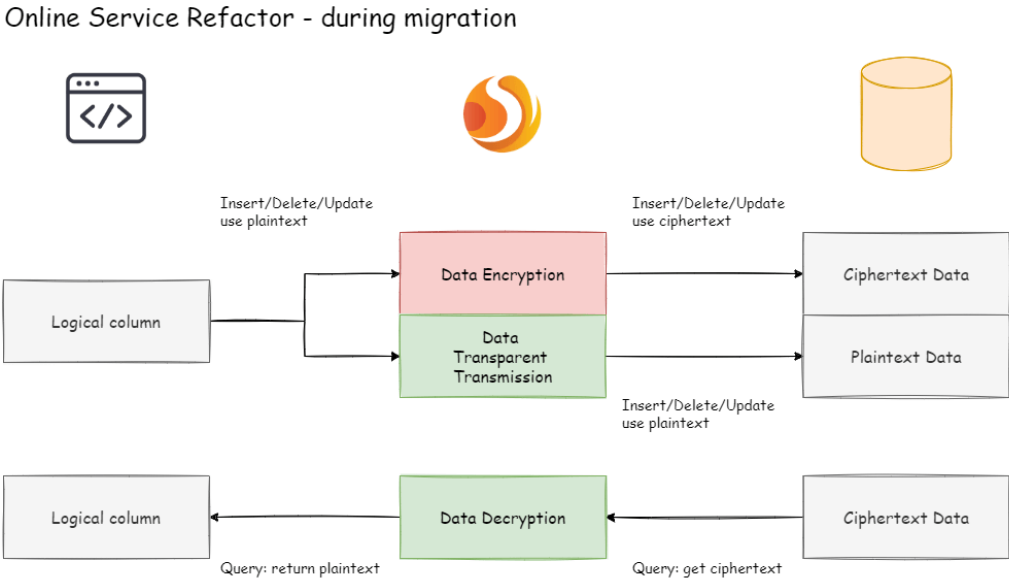 Online Service Refactor - during migration
</>
Insert/Delete/Update
use plaintext
Insert/Delete/Update
use ciphertext
Logical column
Data Encryption
Ciphertext Data
Data
Transparent
Transmission
Plaintext Data
Insert/Delete/Update
use plaintext
Logical column
Data Decryption
Ciphertext Data
Query: return plaintext
Query: get ciphertext